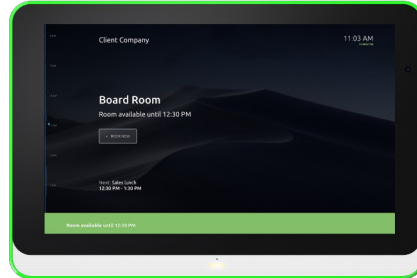 Client Company
11:03 AM
Board Room
Room available until 12:30 PM
+ BOOK NOW
Next: Sales Lunch
12:30 PM - 1:30 PM
Room available until 12:30 PM